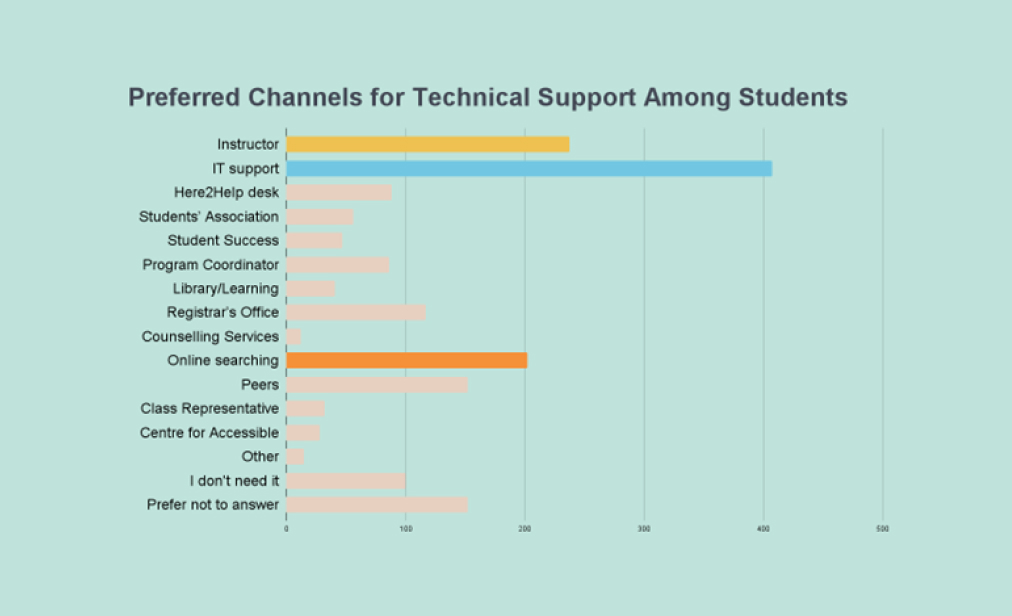 Preferred Channels for Technical Support Among Students
Instructor
IT support
Here2Help desk
Students' Association
Student Success
Program Coordinator
Library/Learning
Registrar's Office
Counselling Services
Online searching
Peers
Class Representative
Centre for Accessible
Other
I don't need it
Prefer not to answer
0 100 200 300 400 500